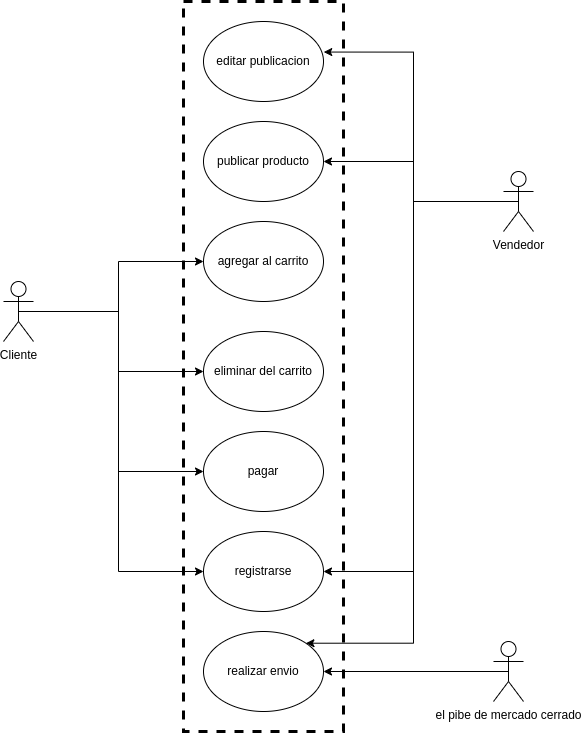 editar publicacion
publicar producto
Vendedor
agregar al carrito
Cliente
eliminar del carrito
pagar
registrarse
realizar envio
el pibe de mercado cerrado